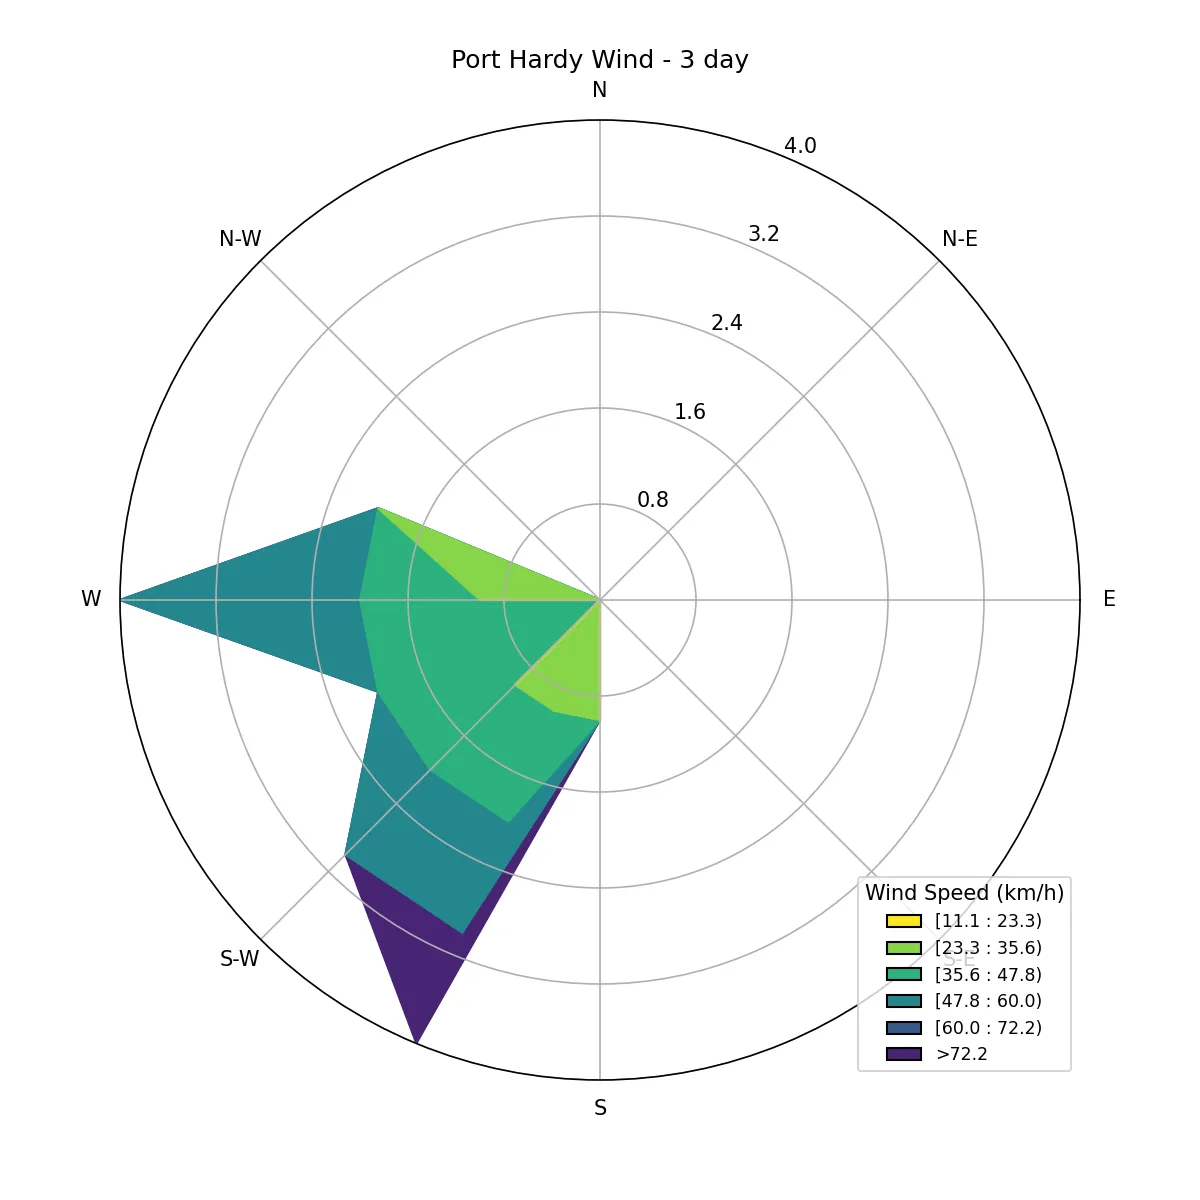 Port Hardy Wind - 3 day
N
4.0
N-W
3.2
N-E
2.4
1.6
0.8
W
E
Wind Speed (km/h)
[11.1 : 23.3)
[23.3 : 35.6)
S-W
S-E
[35.6 : 47.8)
[47.8 : 60.0)
[60.0 : 72.2)
>72.2
S